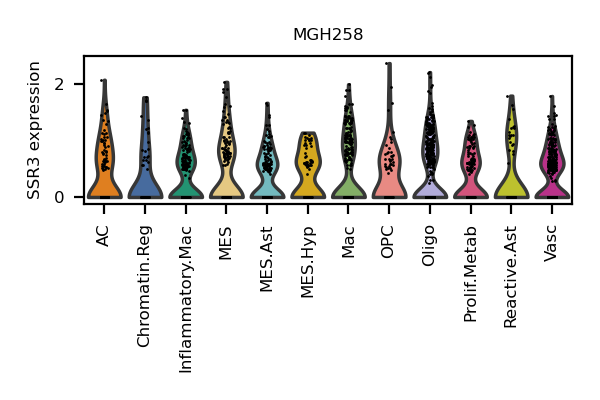 MGH258
SSR3 expression
2
0
AC
Chromatin.Reg
Inflammatory.Mac
MES
MES.Ast
MES.Hyp
Mac
OPC
Oligo
Prolif.Metab
Reactive.Ast
Vasc